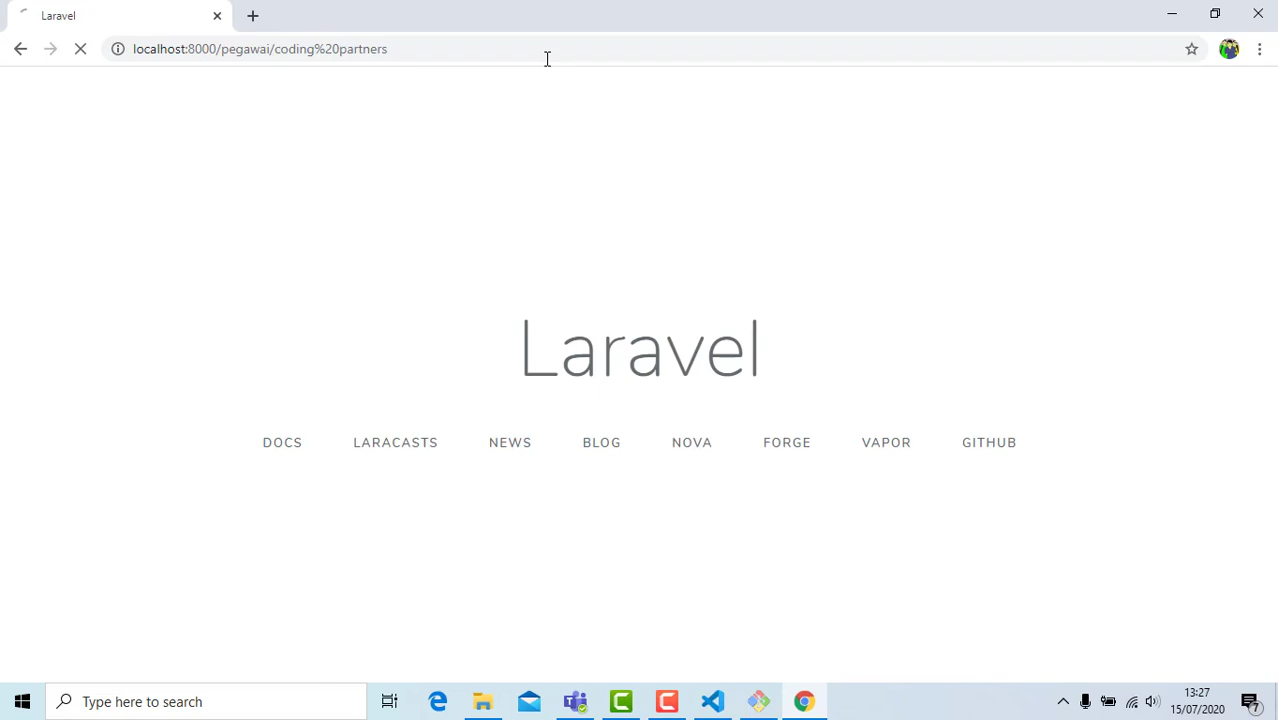 Laravel
localhost:8000/pegawai/coding%20partners
Laravel
DOCS LARACASTS NEWS BLOG NOVA FORGE VAPOR GITHUB
Type here to search
13:27
15/07/2020
7